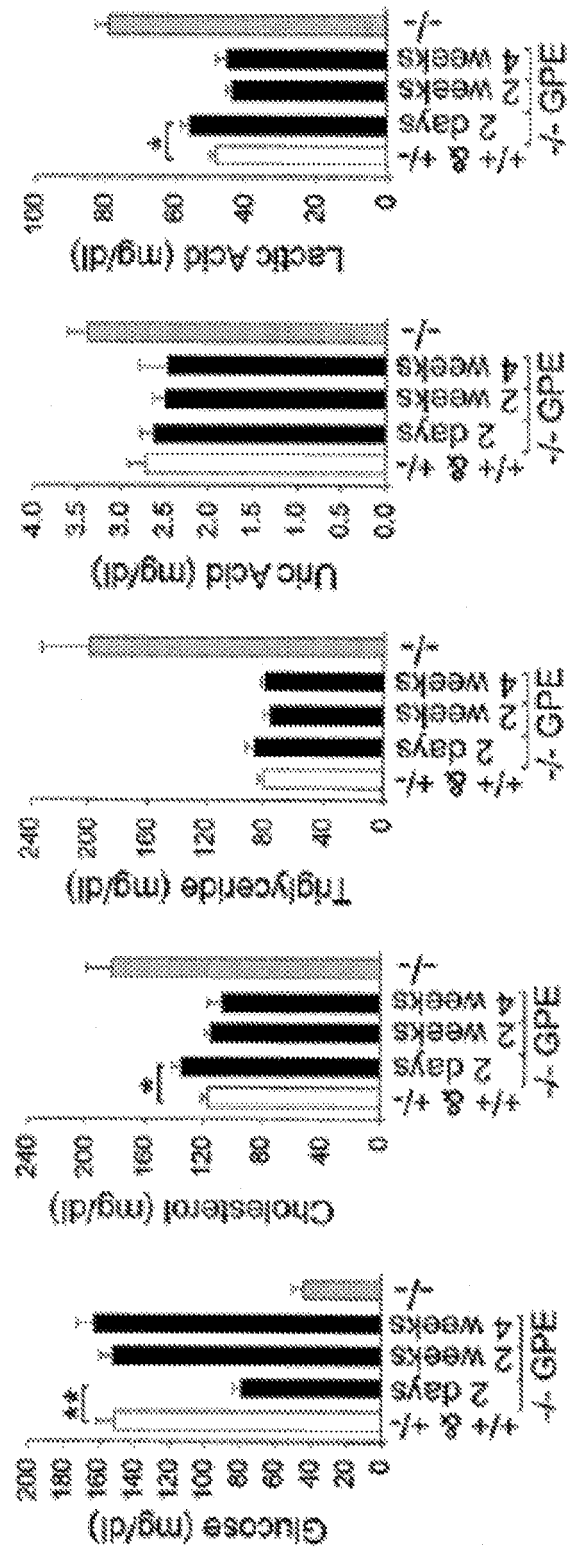 Glucose (mg/dl)
200
180
160
140
120
100
80
60
40
20
0
**
+/+ & +/-
2 days
2 weeks
4 weeks
-/-
-/- GPE
Cholesterol (mg/dl)
240
200
160
120
80
40
0
*
+/+ & +/-
2 days
2 weeks
4 weeks
-/-
-/- GPE
Triglyceride (mg/dl)
240
200
160
120
80
40
0
+/+ & +/-
2 days
2 weeks
4 weeks
-/-
-/- GPE
Uric Acid (mg/dl)
4.0
3.5
3.0
2.5
2.0
1.5
1.0
0.5
0.0
+/+ & +/-
2 days
2 weeks
4 weeks
-/-
-/- GPE
Lactic Acid (mg/dl)
100
80
60
40
20
0
*
+/+ & +/-
2 days
2 weeks
4 weeks
-/-
-/- GPE